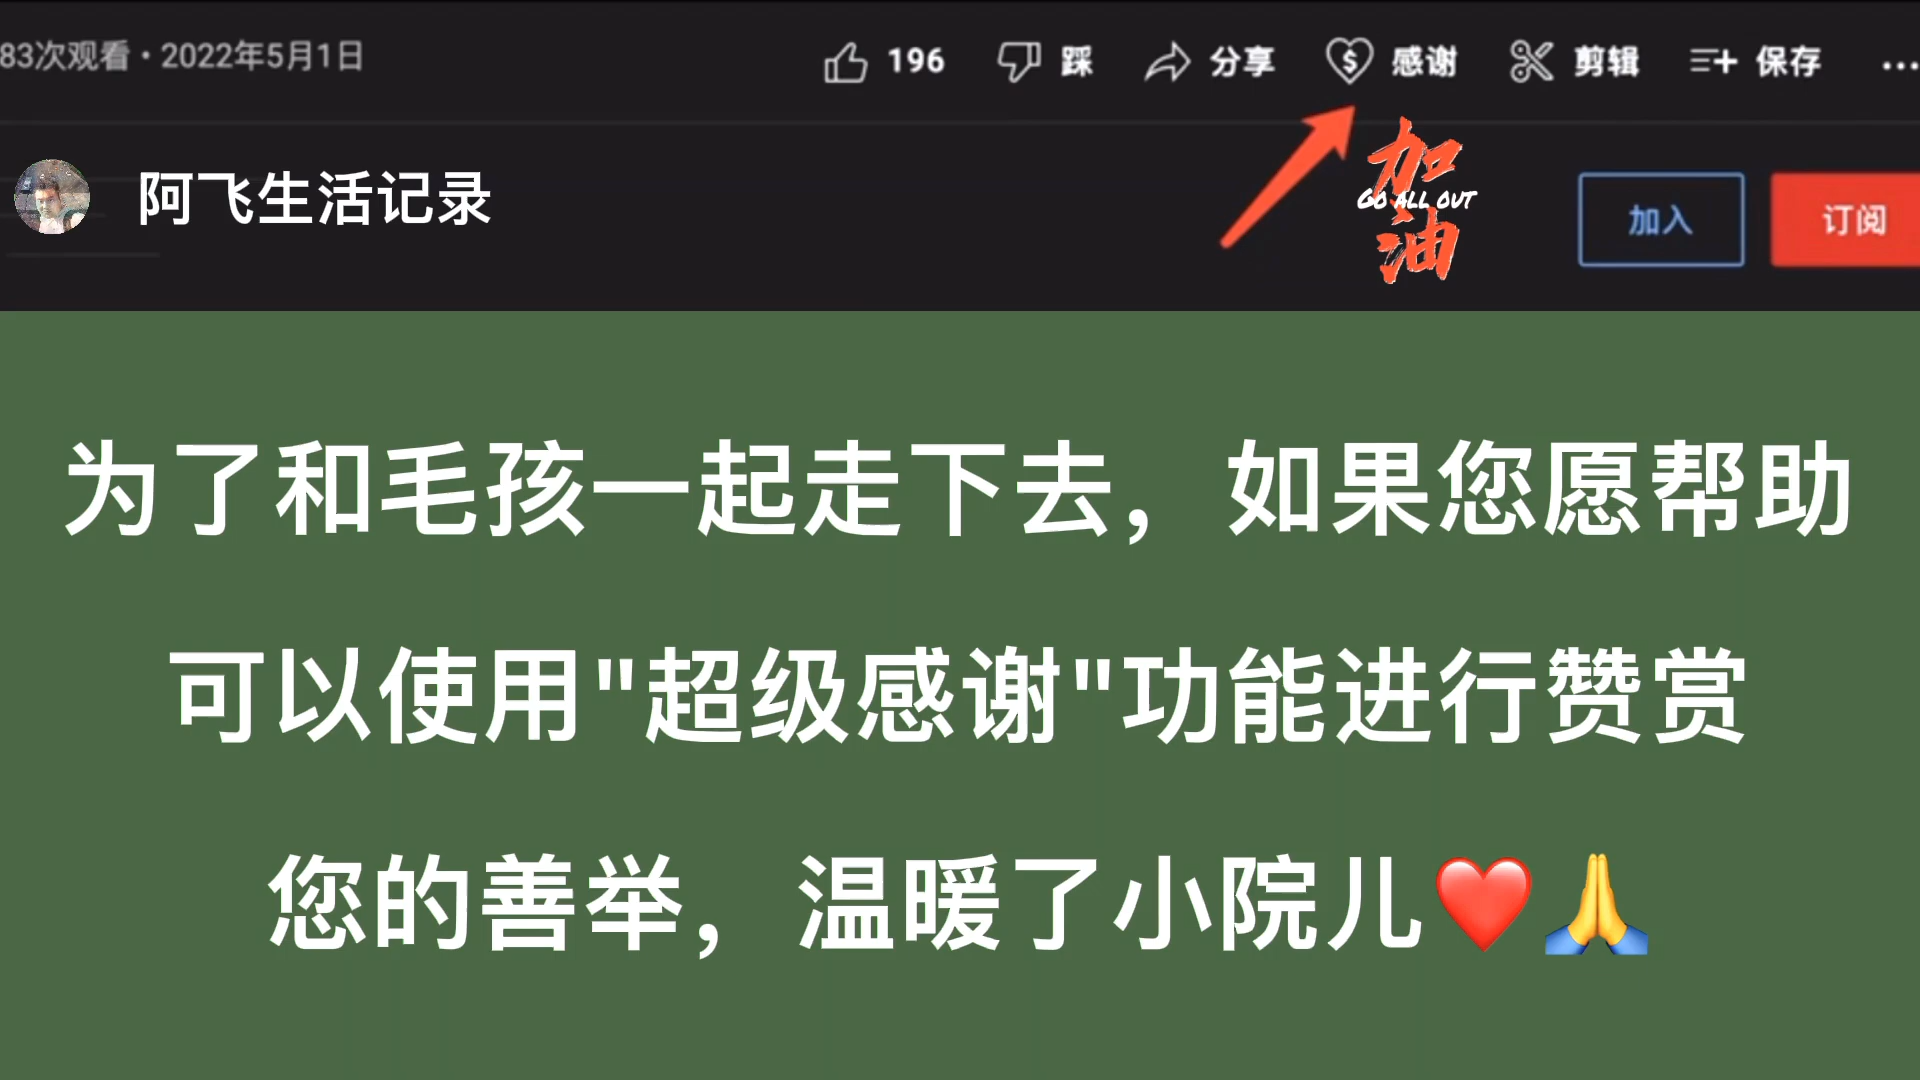 83次观看・2022年5月1日
196 踩 分享 感谢 剪辑 保存
阿飞生活记录
加油
GO ALL OUT
加入 订阅
为了和毛孩一起走下去，如果您愿帮助
可以使用"超级感谢"功能进行赞赏
您的善举，温暖了小院儿❤️🙏